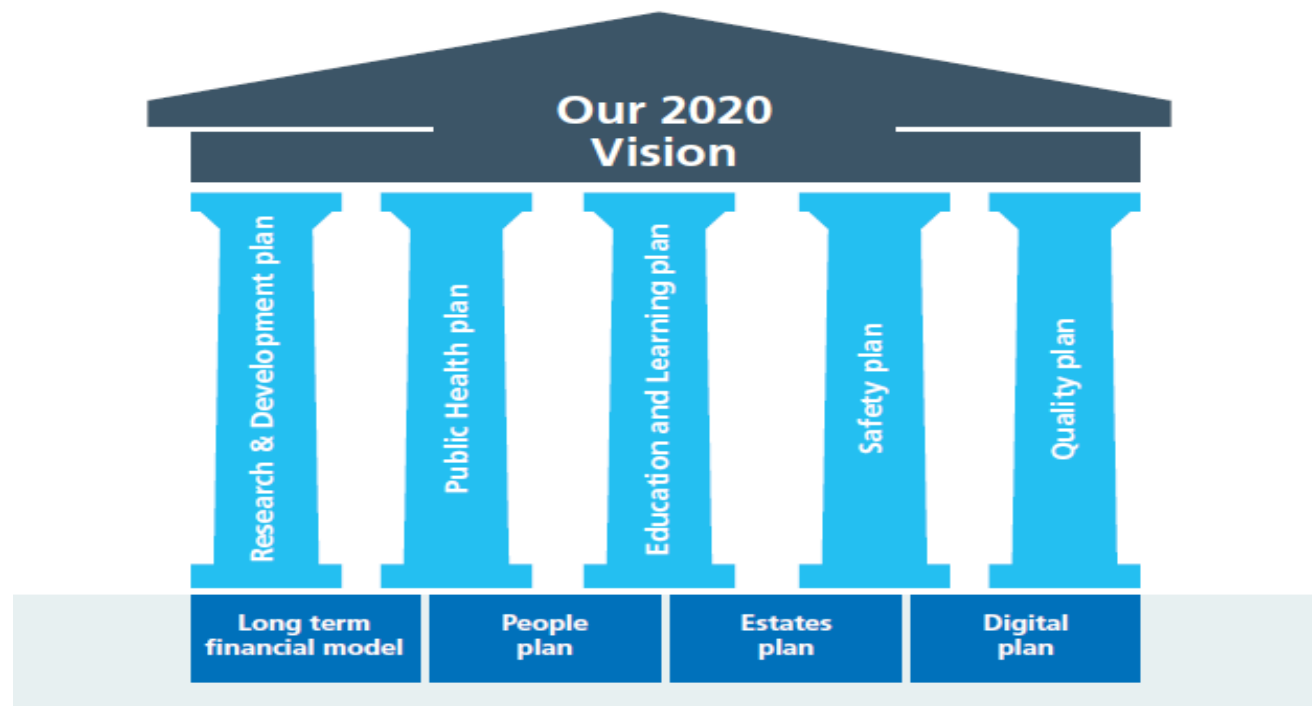 Our 2020
Vision
Research & Development plan
Public Health plan
Education and Learning plan
Safety plan
Quality plan
Long term
financial model
People
plan
Estates
plan
Digital
plan